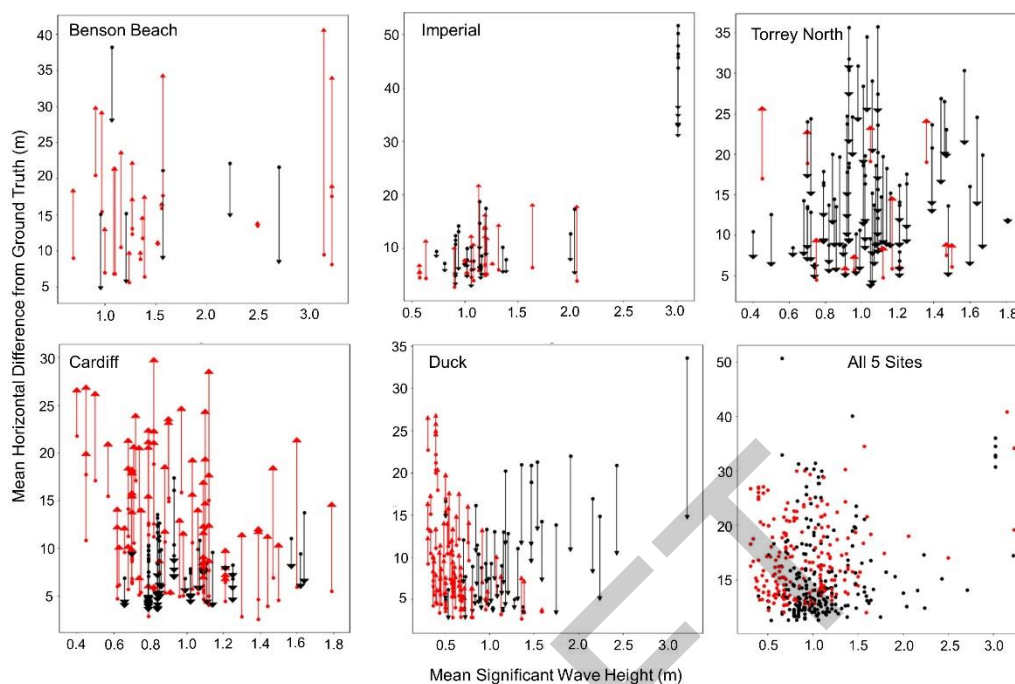 Mean Horizontal Difference from Ground Truth (m)
Benson Beach
40
35
30
25
20
15
10
5
1.0 1.5 2.0 2.5 3.0
Imperial
50
40
30
20
10
0.5 1.0 1.5 2.0 2.5 3.0
Torrey North
35
30
25
20
15
10
5
0.4 0.6 0.8 1.0 1.2 1.4 1.6 1.8
Cardiff
30
25
20
15
10
5
0.4 0.6 0.8 1.0 1.2 1.4 1.6 1.8
Duck
35
30
25
20
15
10
5
0.5 1.0 1.5 2.0 2.5 3.0
All 5 Sites
50
40
30
20
15
0.5 1.0 1.5 2.0 2.5 3.0
Mean Significant Wave Height (m)